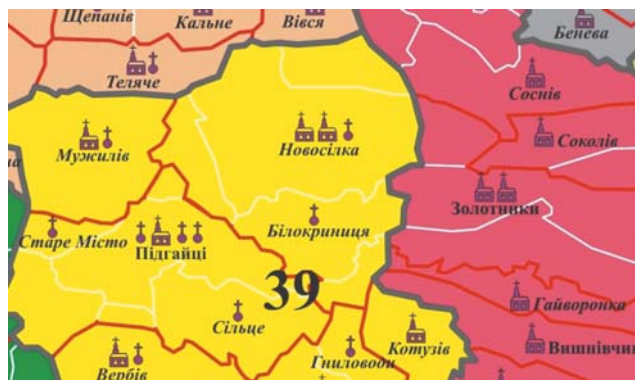 Щепанів
Кальне
Вівся
Бенева
Теляче
Соснів
Мужилів
Новосілка
Соколів
Золотники
Старе Місто
Підгайці
Білокриниця
39
Гайворонка
Сільце
Котузів
Вишнівчи
Гниловоди
Вербів